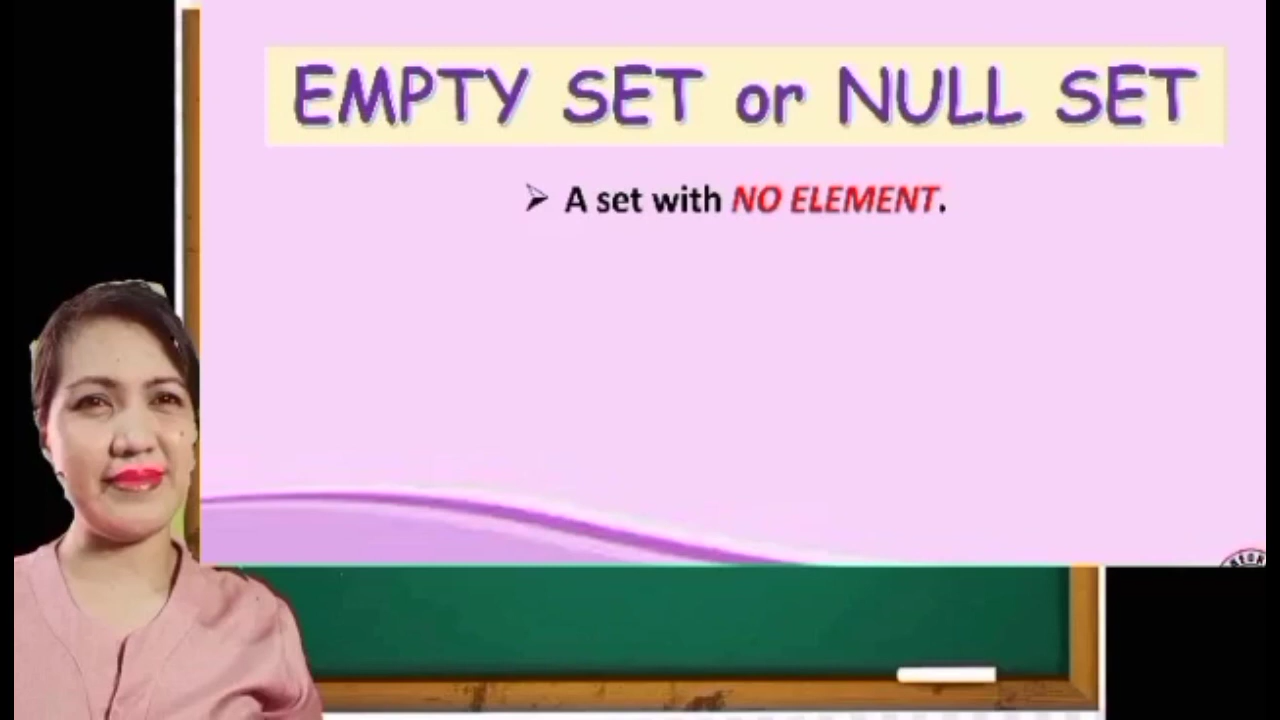 EMPTY SET or NULL SET
➢ A set with NO ELEMENT.